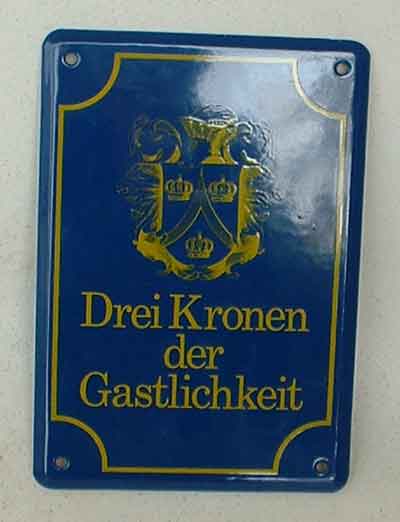 Drei Kronen
der
Gastlichkeit